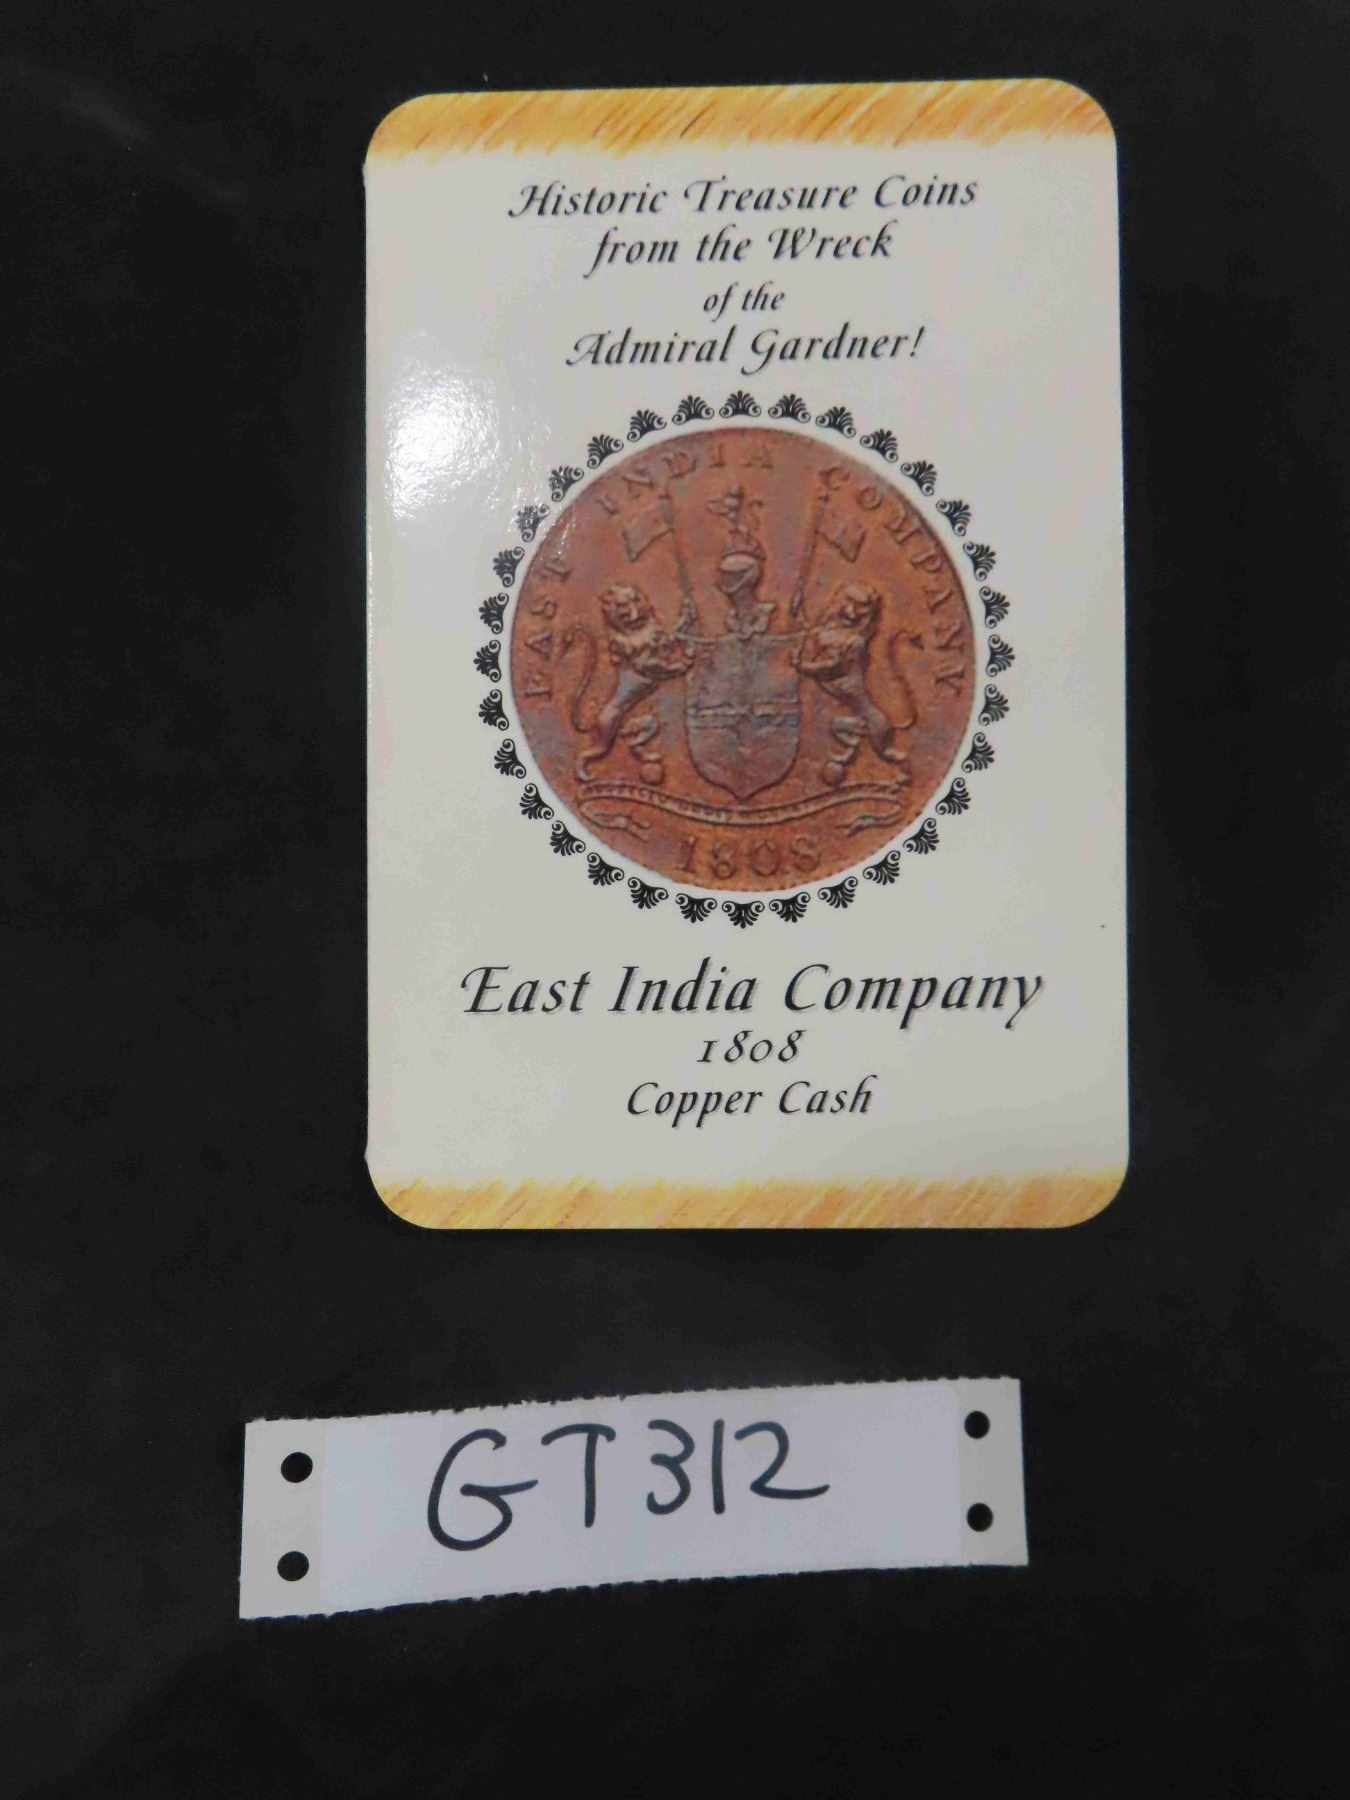 Historic Treasure Coins
from the Wreck
of the
Admiral Gardner!
EAST INDIA COMPANY
1808
East India Company
1808
Copper Cash
GT312